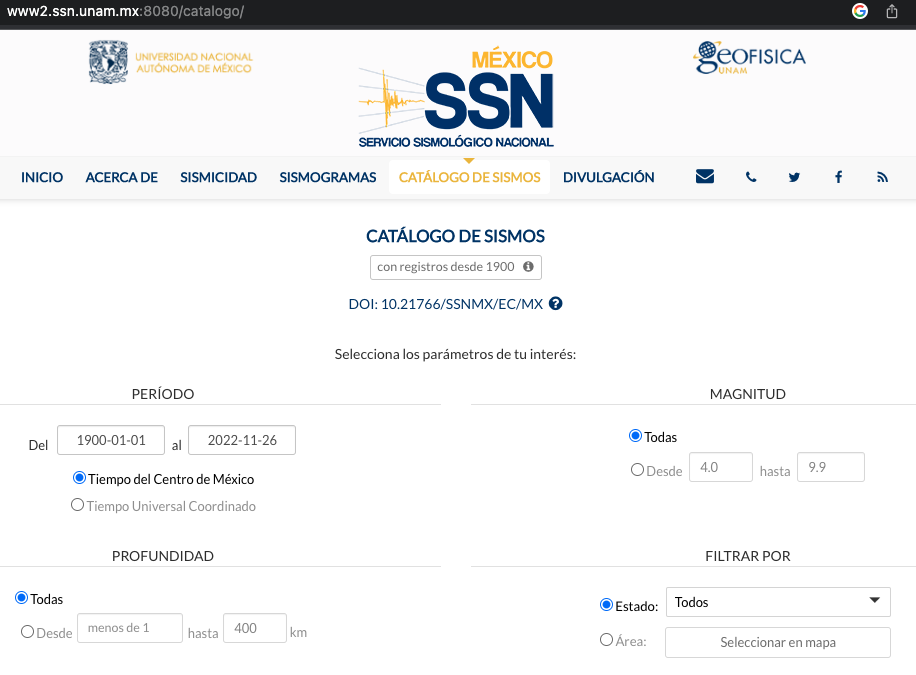 www2.ssn.unam.mx:8080/catalogo/
UNIVERSIDAD NACIONAL
AUTÓNOMA DE MÉXICO
MÉXICO
SSN
SERVICIO SISMOLÓGICO NACIONAL
geOFISICA
UNAM
INICIO ACERCA DE SISMICIDAD SISMOGRAMAS CATÁLOGO DE SISMOS DIVULGACIÓN
CATÁLOGO DE SISMOS
con registros desde 1900
DOI: 10.21766/SSNMX/EC/MX
Selecciona los parámetros de tu interés:
PERÍODO
Del 1900-01-01 al 2022-11-26
Tiempo del Centro de México
Tiempo Universal Coordinado
MAGNITUD
Todas
Desde 4.0 hasta 9.9
PROFUNDIDAD
Todas
Desde menos de 1 hasta 400 km
FILTRAR POR
Estado: Todos
Área: Seleccionar en mapa